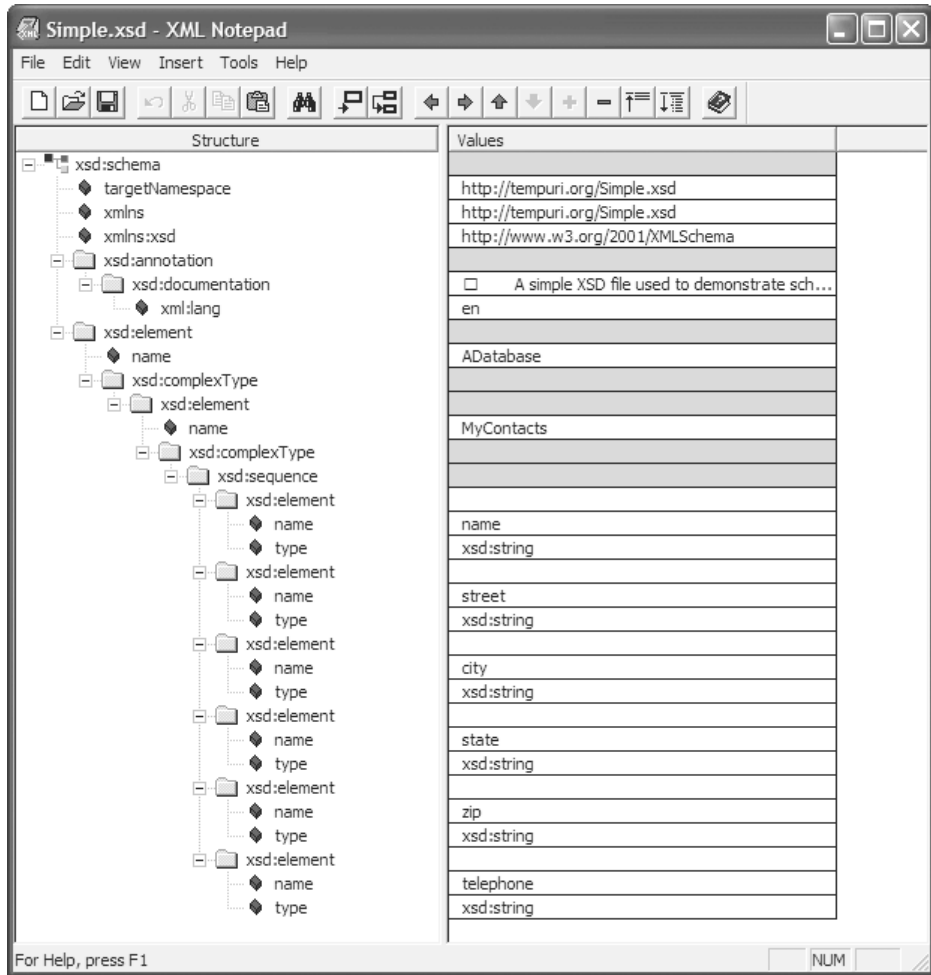 Simple.xsd - XML Notepad
File Edit View Insert Tools Help
Structure Values
xsd:schema
targetNamespace http://tempuri.org/Simple.xsd
xmlns http://tempuri.org/Simple.xsd
xmlns:xsd http://www.w3.org/2001/XMLSchema
xsd:annotation
xsd:documentation □ A simple XSD file used to demonstrate sch...
xml:lang en
xsd:element
name ADatabase
xsd:complexType
xsd:element
name MyContacts
xsd:complexType
xsd:sequence
xsd:element
name name
type xsd:string
xsd:element
name street
type xsd:string
xsd:element
name city
type xsd:string
xsd:element
name state
type xsd:string
xsd:element
name zip
type xsd:string
xsd:element
name telephone
type xsd:string
For Help, press F1 NUM